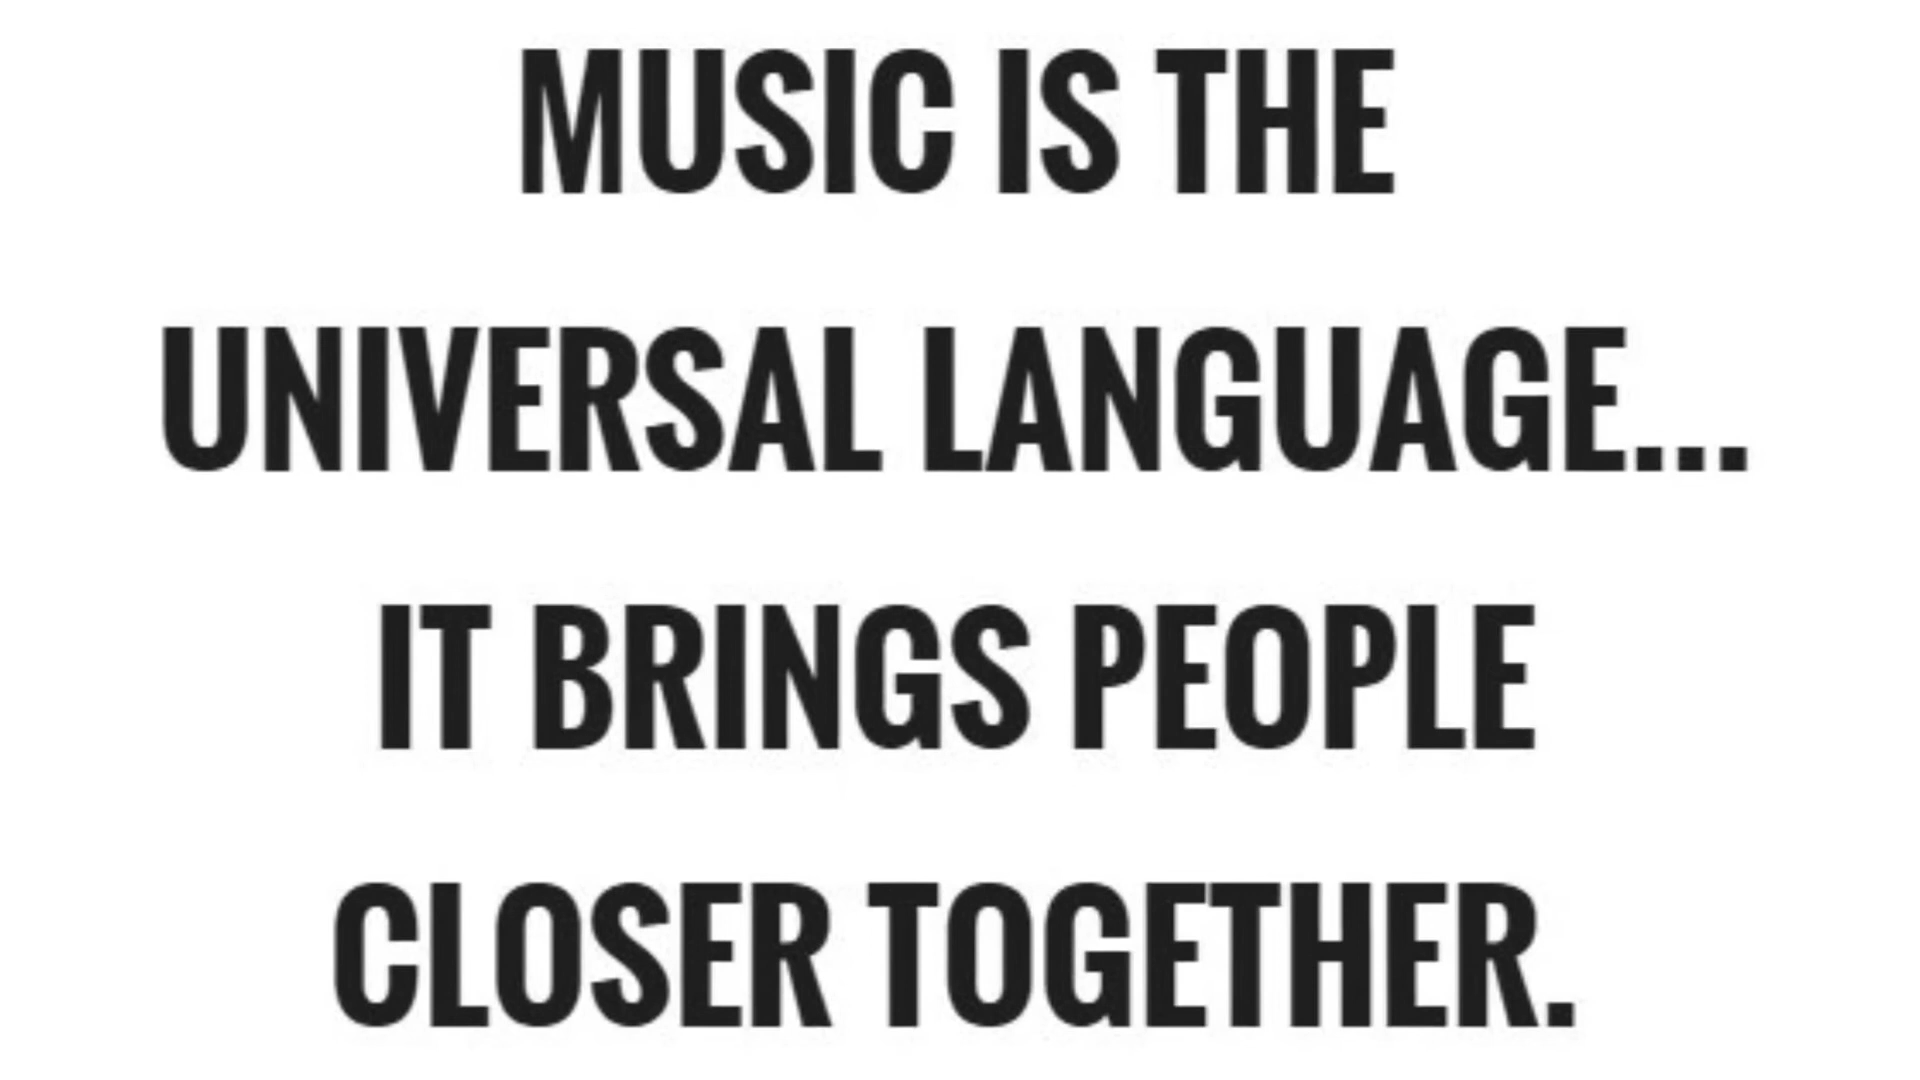 MUSIC IS THE
UNIVERSAL LANGUAGE...
IT BRINGS PEOPLE
CLOSER TOGETHER.